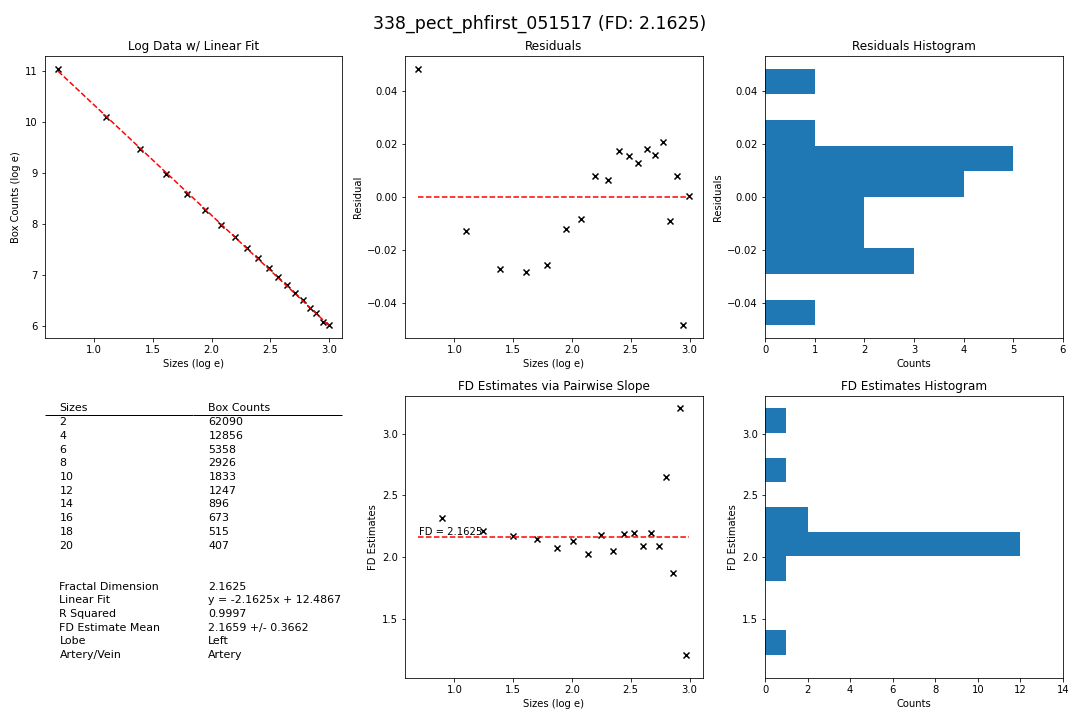 338_pect_phfirst_051517 (FD: 2.1625)
Log Data w/ Linear Fit
11
10
9
8
7
6
Box Counts (log e)
1.0 1.5 2.0 2.5 3.0
Sizes (log e)
Residuals
0.04
0.02
0.00
−0.02
−0.04
Residual
1.0 1.5 2.0 2.5 3.0
Sizes (log e)
Residuals Histogram
0.04
0.02
0.00
−0.02
−0.04
Residuals
0 1 2 3 4 5 6
Counts
Sizes Box Counts
2 62090
4 12856
6 5358
8 2926
10 1833
12 1247
14 896
16 673
18 515
20 407
Fractal Dimension 2.1625
Linear Fit y = -2.1625x + 12.4867
R Squared 0.9997
FD Estimate Mean 2.1659 +/- 0.3662
Lobe Left
Artery/Vein Artery
FD Estimates via Pairwise Slope
3.0
2.5
2.0
1.5
FD Estimates
FD = 2.1625
1.0 1.5 2.0 2.5 3.0
Sizes (log e)
FD Estimates Histogram
3.0
2.5
2.0
1.5
FD Estimates
0 2 4 6 8 10 12 14
Counts